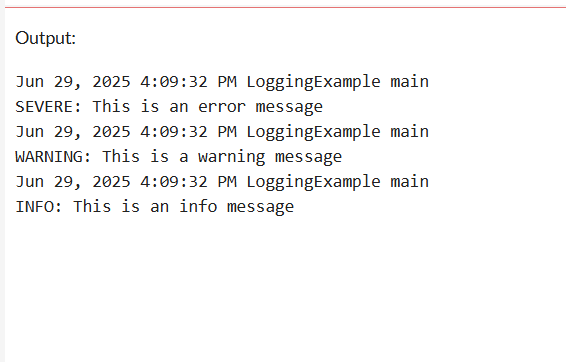 Output:
Jun 29, 2025 4:09:32 PM LoggingExample main
SEVERE: This is an error message
Jun 29, 2025 4:09:32 PM LoggingExample main
WARNING: This is a warning message
Jun 29, 2025 4:09:32 PM LoggingExample main
INFO: This is an info message